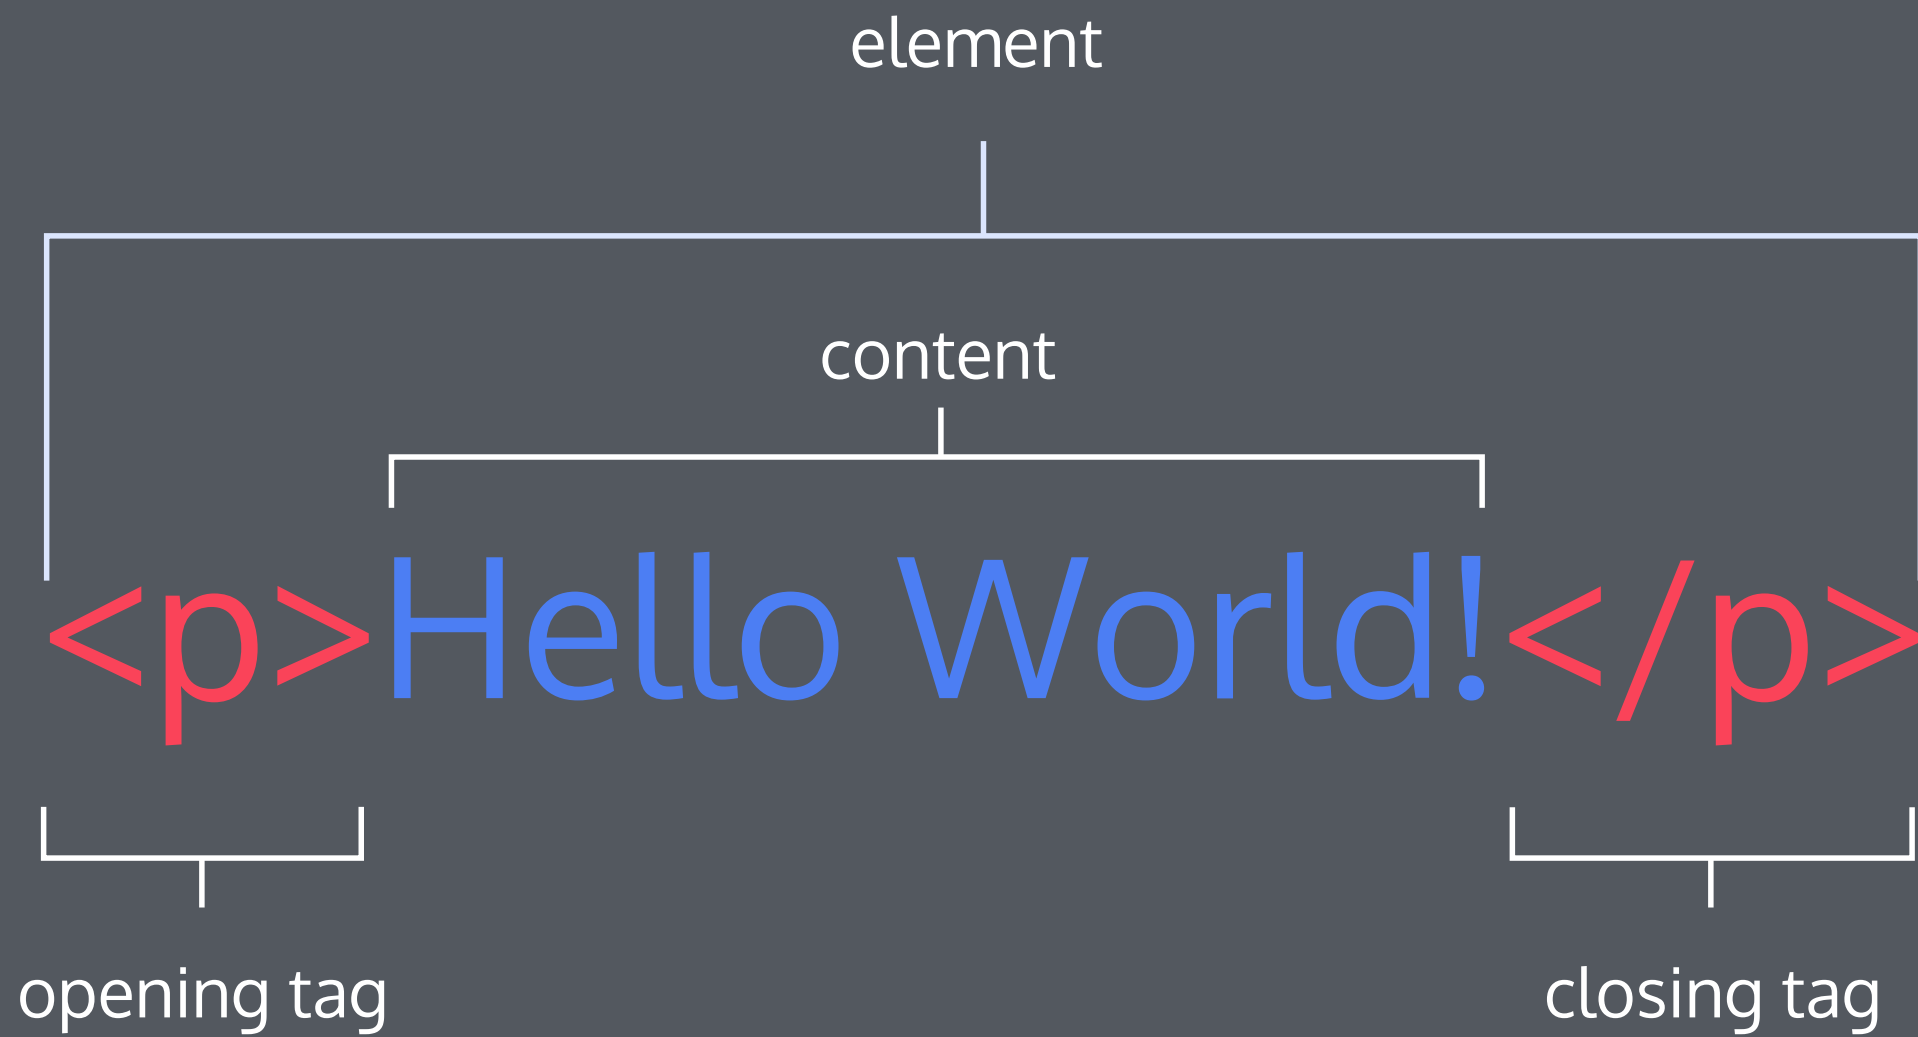 element
content
<p>Hello World!</p>
opening tag
closing tag